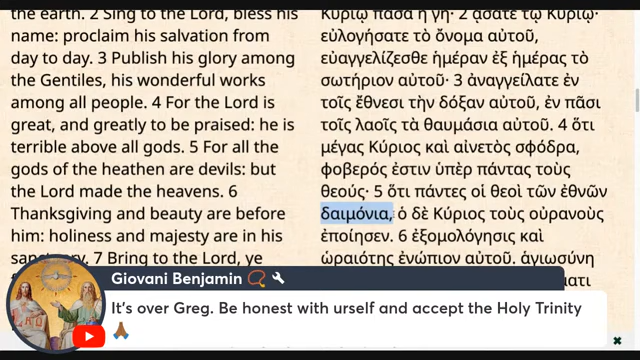 the earth. 2 Sing to the Lord, bless his
name: proclaim his salvation from
day to day. 3 Publish his glory among
the Gentiles, his wonderful works
among all people. 4 For the Lord is
great, and greatly to be praised: he is
terrible above all gods. 5 For all the
gods of the heathen are devils: but
the Lord made the heavens. 6
Thanksgiving and beauty are before
him: holiness and majesty are in his
7 Bring to the Lord, ye
Κυρίῳ πᾶσα ἡ γῆ· 2 ᾄσατε τῷ Κυρίῳ·
εὐλογήσατε τὸ ὄνομα αὐτοῦ,
εὐαγγελίζεσθε ἡμέραν ἐξ ἡμέρας τὸ
σωτήριον αὐτοῦ· 3 ἀναγγείλατε ἐν
τοῖς ἔθνεσι τὴν δόξαν αὐτοῦ, ἐν πᾶσι
τοῖς λαοῖς τὰ θαυμάσια αὐτοῦ. 4 ὅτι
μέγας Κύριος καὶ αἰνετὸς σφόδρα,
φοβερός ἐστιν ὑπὲρ πάντας τοὺς
θεούς· 5 ὅτι πάντες οἱ θεοὶ τῶν ἐθνῶν
δαιμόνια, ὁ δὲ Κύριος τοὺς οὐρανοὺς
ἐποίησεν. 6 ἐξομολόγησις καὶ
ὡραιότης ἐνώπιον αὐτοῦ. ἁγιωσύνη
Giovani Benjamin
It's over Greg. Be honest with urself and accept the Holy Trinity